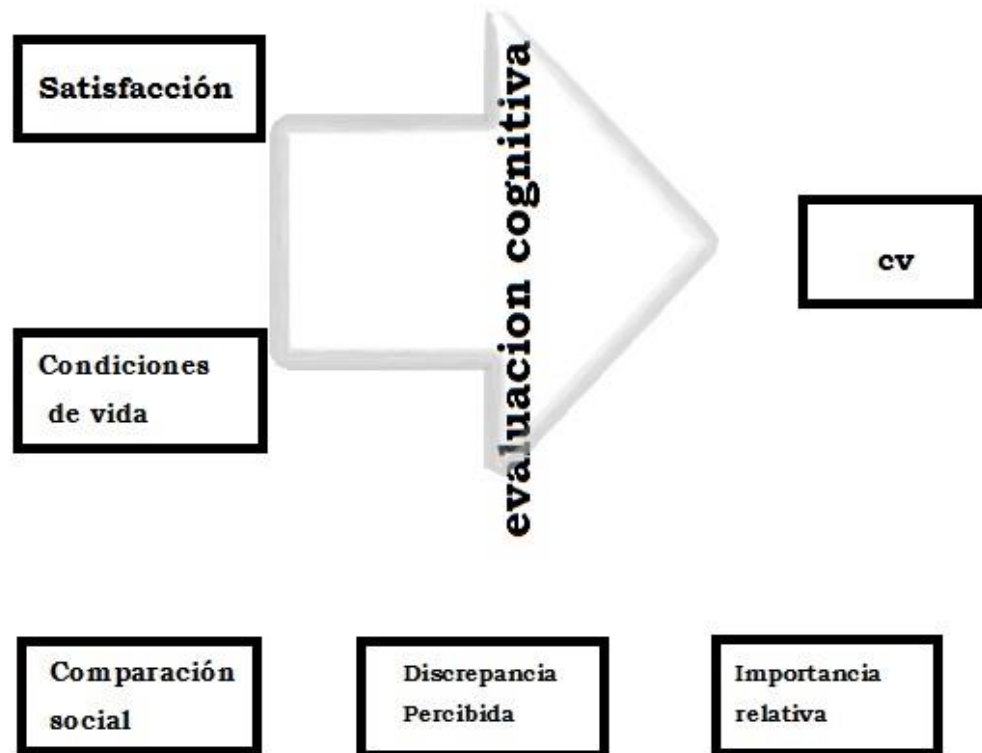 Satisfacción
evaluacion cognitiva
cv
Condiciones
de vida
Comparación
social
Discrepancia
Percibida
Importancia
relativa